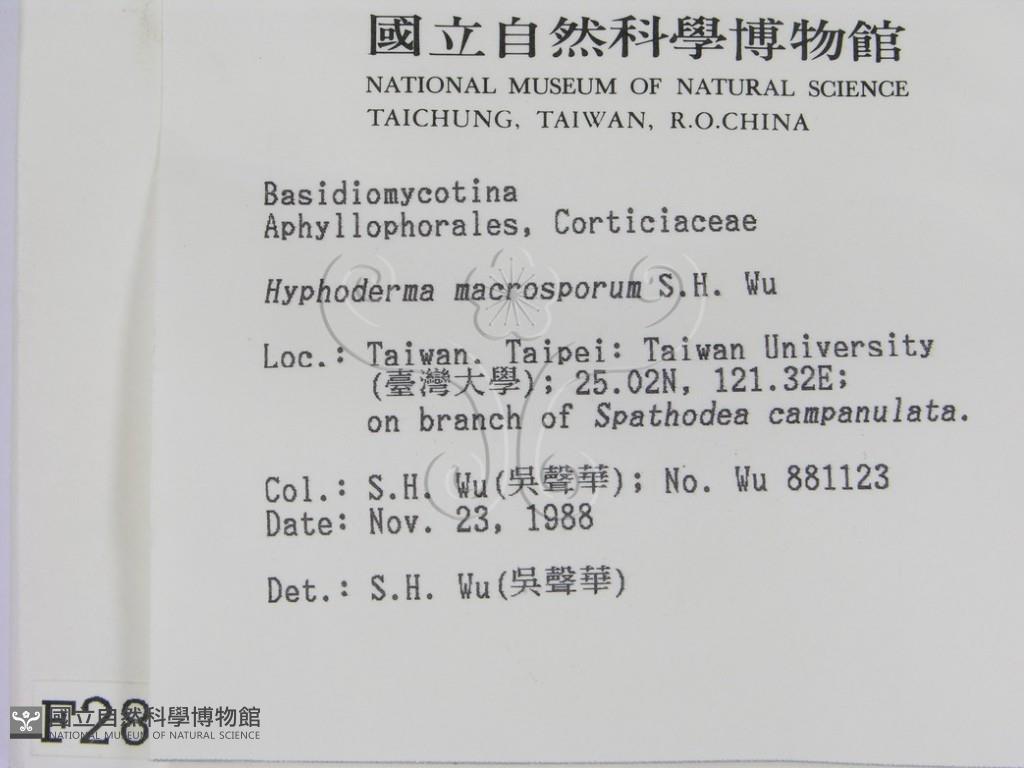 國立自然科學博物館
NATIONAL MUSEUM OF NATURAL SCIENCE
TAICHUNG, TAIWAN, R.O.CHINA
Basidiomycotina
Aphyllophorales, Corticiaceae
Hyphoderma macrosporum S.H. Wu
Loc.: Taiwan. Taipei: Taiwan University
(臺灣大學); 25.02N, 121.32E;
on branch of Spathodea campanulata.
Col.: S.H. Wu(吳聲華); No. Wu 881123
Date: Nov. 23, 1988
Det.: S.H. Wu(吳聲華)
F28
國立自然科學博物館
NATIONAL MUSEUM OF NATURAL SCIENCE